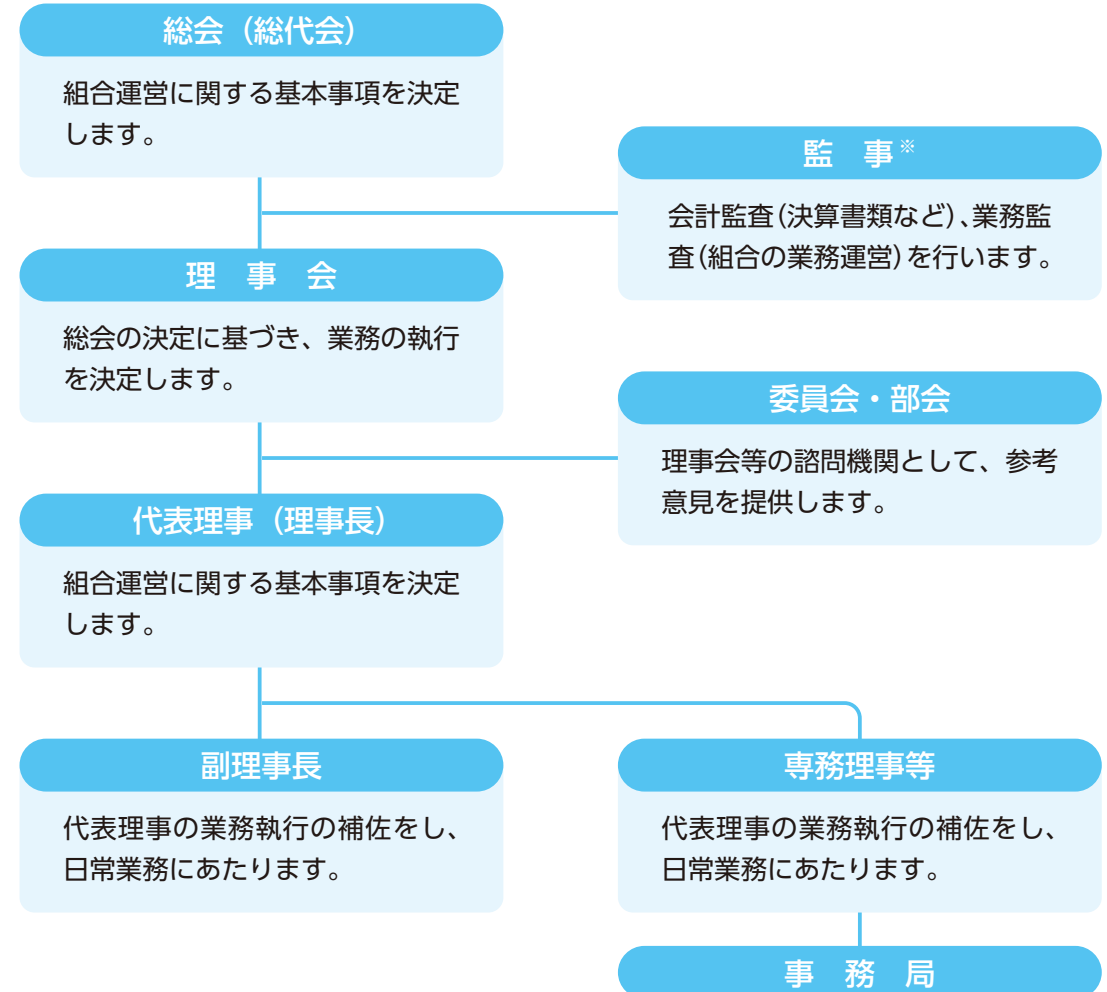 総会（総代会）
組合運営に関する基本事項を決定
します。
監　事※
会計監査(決算書類など)、業務監
査(組合の業務運営)を行います。
理　事　会
総会の決定に基づき、業務の執行
を決定します。
委員会・部会
理事会等の諮問機関として、参考
意見を提供します。
代表理事（理事長）
組合運営に関する基本事項を決定
します。
副理事長
代表理事の業務執行の補佐をし、
日常業務にあたります。
専務理事等
代表理事の業務執行の補佐をし、
日常業務にあたります。
事　務　局